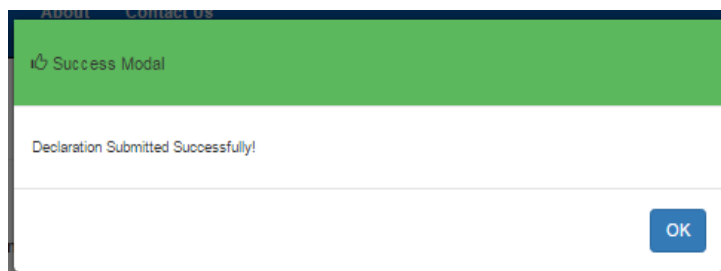 About Contact Us
Success Modal
Declaration Submitted Successfully!
OK